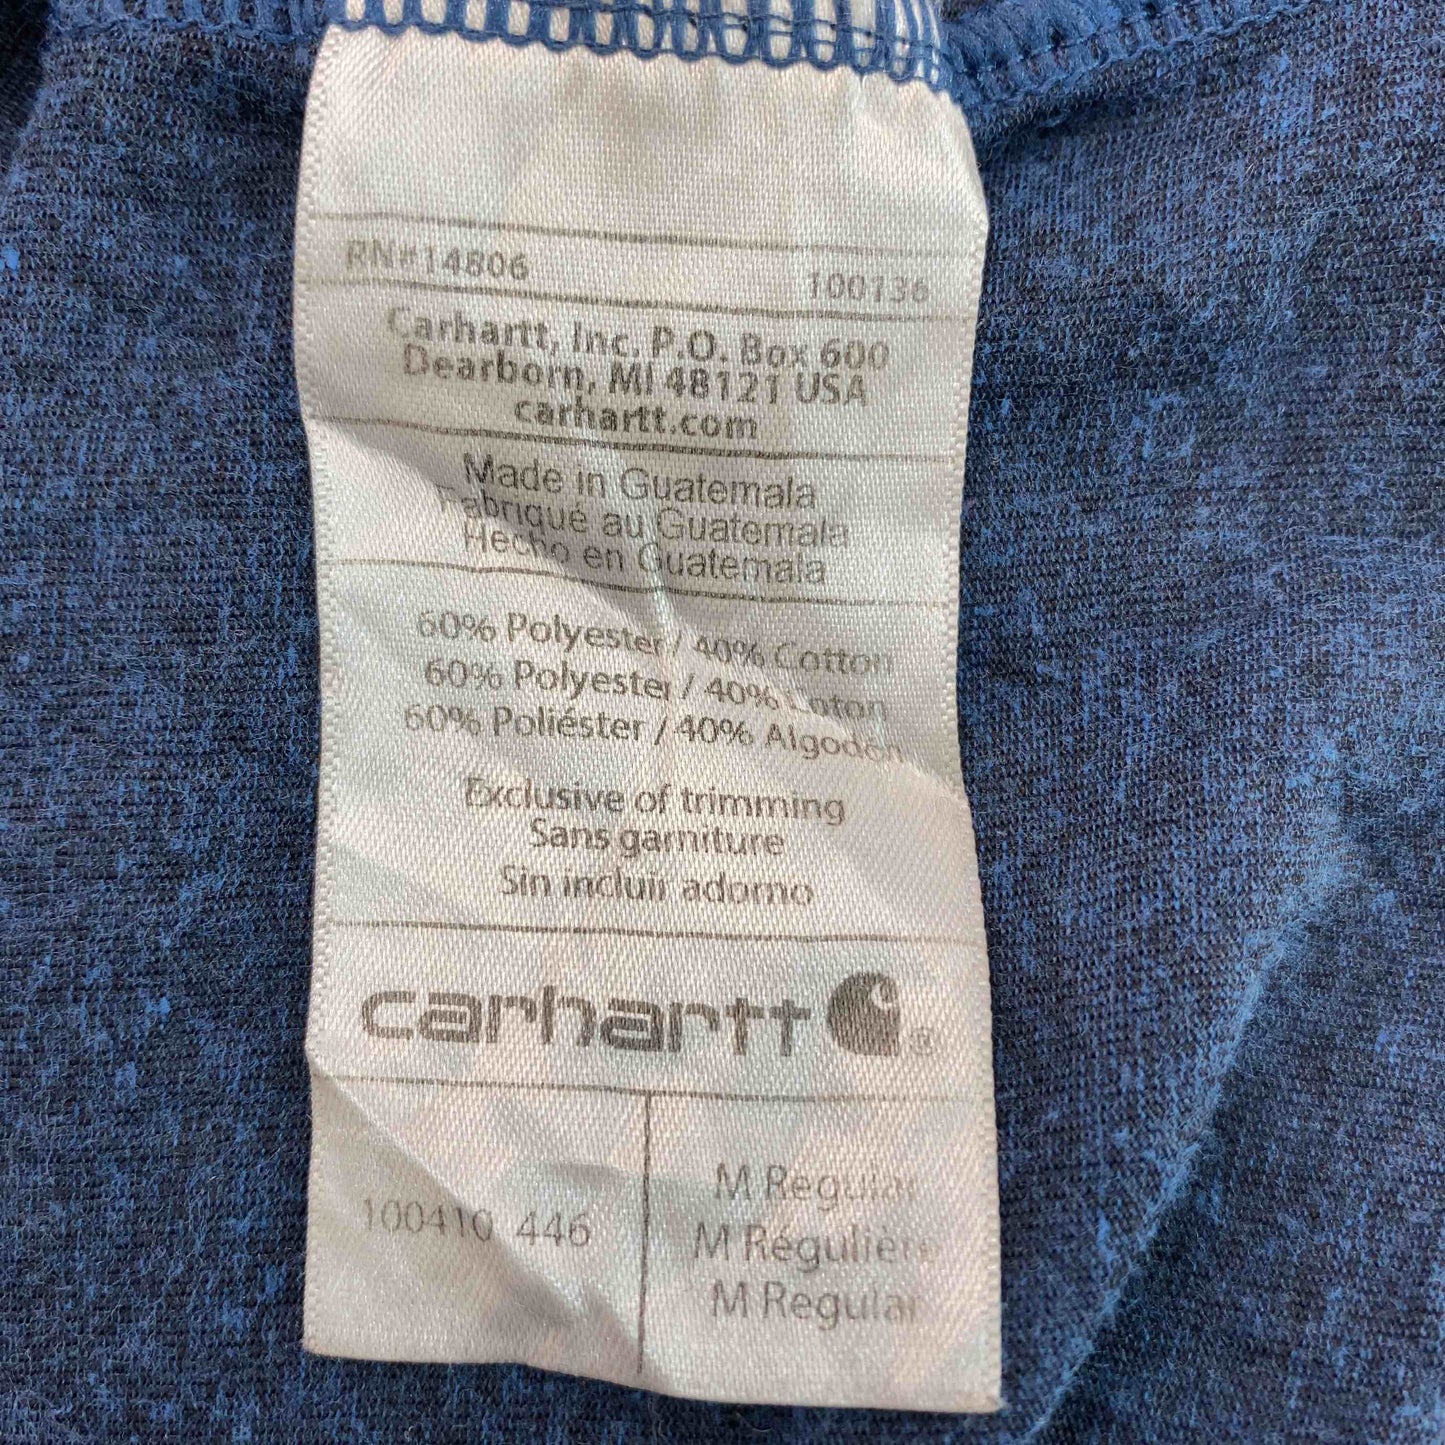 RN#14806 100136
Carhartt, Inc. P.O. Box 600
Dearborn, MI 48121 USA
carhartt.com
Made in Guatemala
Fabriqué au Guatemala
Hecho en Guatemala
60% Polyester / 40% Cotton
60% Polyester / 40% Coton
60% Poliéster / 40% Algodón
Exclusive of trimming
Sans garniture
Sin incluir adorno
carhartt ®
100410 446
M Regular
M Régulière
M Regular